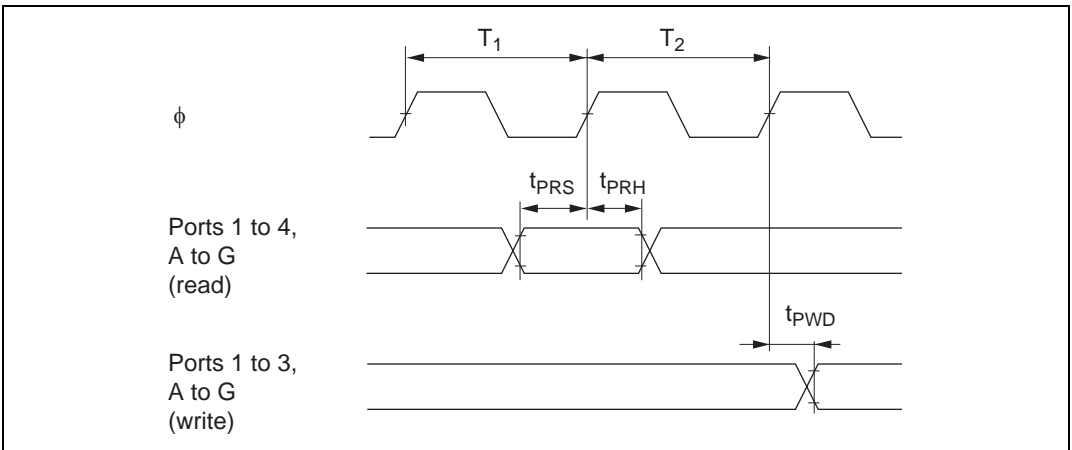 T1 T2
φ
tPRS tPRH
Ports 1 to 4,
A to G
(read)
tPWD
Ports 1 to 3,
A to G
(write)